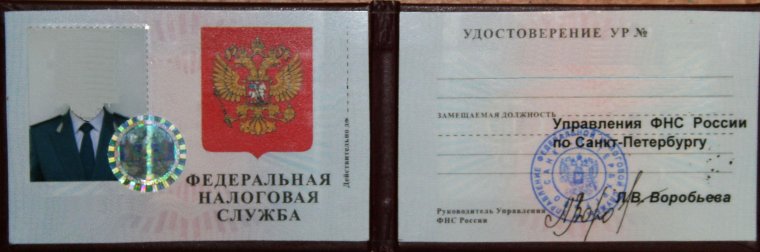 ФЕДЕРАЛЬНАЯ
НАЛОГОВАЯ
СЛУЖБА
Действительно до
УДОСТОВЕРЕНИЕ УР №
ЗАМЕЩАЕМАЯ ДОЛЖНОСТЬ
Управления ФНС России
по Санкт-Петербургу
Л.В. Воробьева
Руководитель Управления
ФНС России